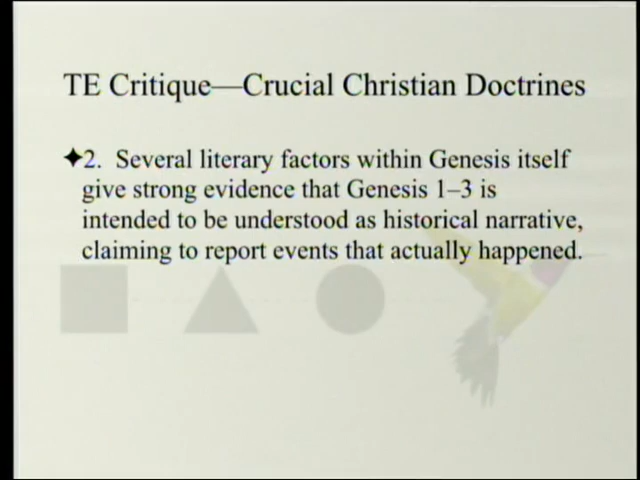 TE Critique—Crucial Christian Doctrines
✦2. Several literary factors within Genesis itself
give strong evidence that Genesis 1–3 is
intended to be understood as historical narrative,
claiming to report events that actually happened.